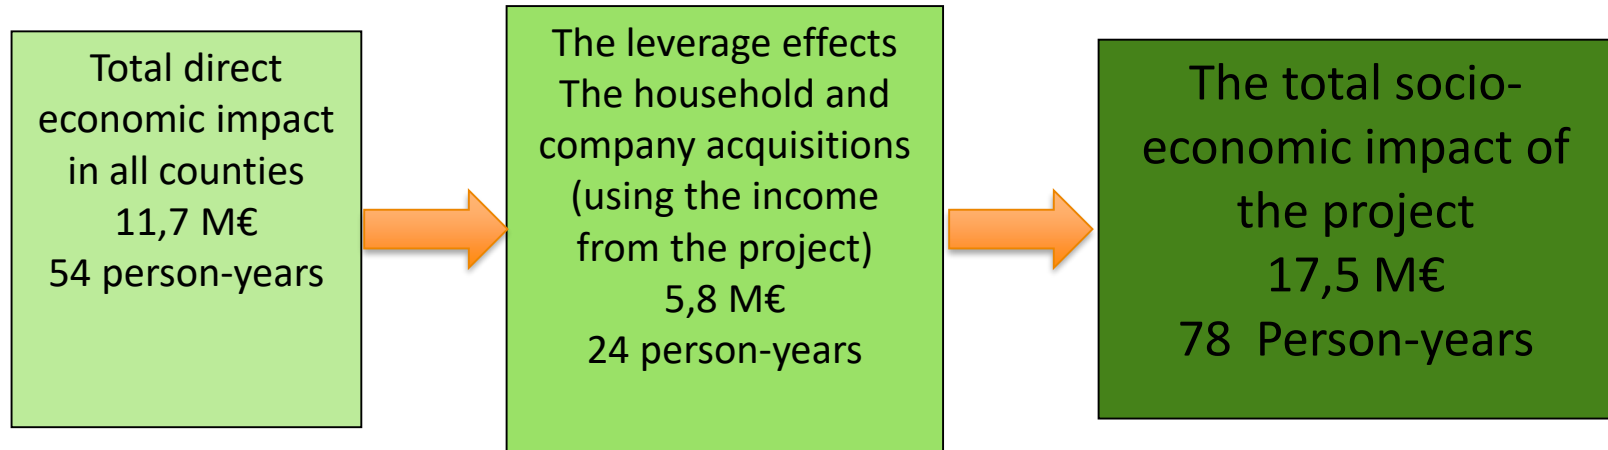 Total direct
economic impact
in all counties
11,7 M€
54 person-years
The leverage effects
The household and
company acquisitions
(using the income
from the project)
5,8 M€
24 person-years
The total socio-
economic impact of
the project
17,5 M€
78 Person-years